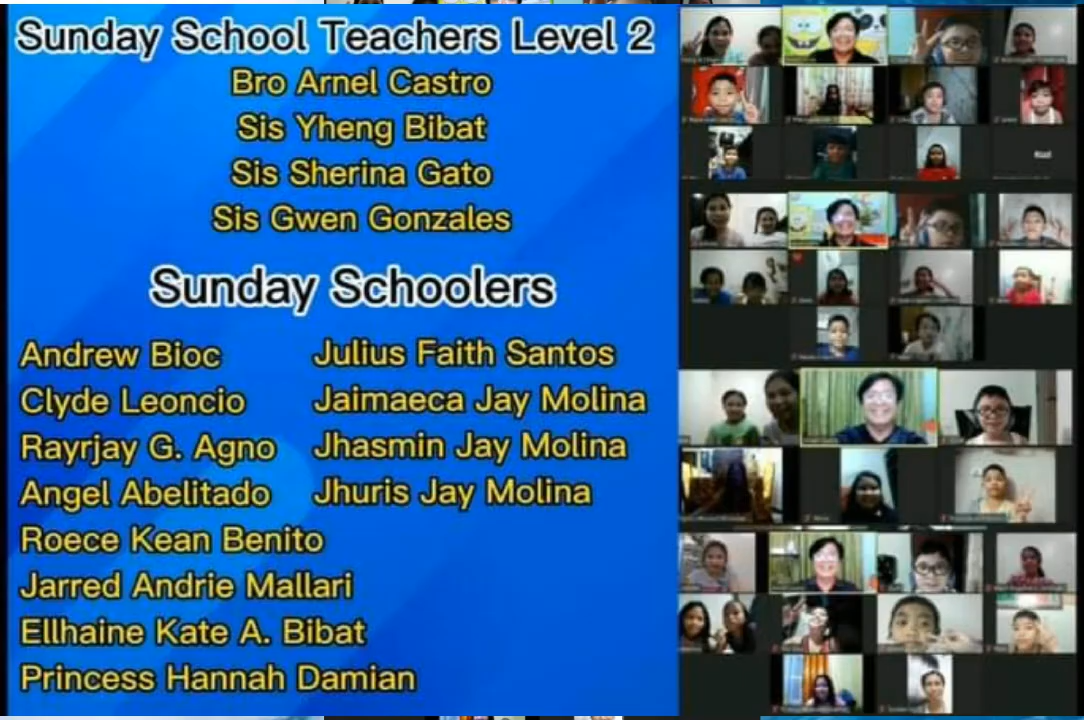 Sunday School Teachers Level 2
Bro Arnel Castro
Sis Yheng Bibat
Sis Sherina Gato
Sis Gwen Gonzales
Sunday Schoolers
Andrew Bioc
Clyde Leoncio
Rayrjay G. Agno
Angel Abelitado
Roece Kean Benito
Jarred Andrie Mallari
Ellhaine Kate A. Bibat
Princess Hannah Damian
Julius Faith Santos
Jaimaeca Jay Molina
Jhasmin Jay Molina
Jhuris Jay Molina